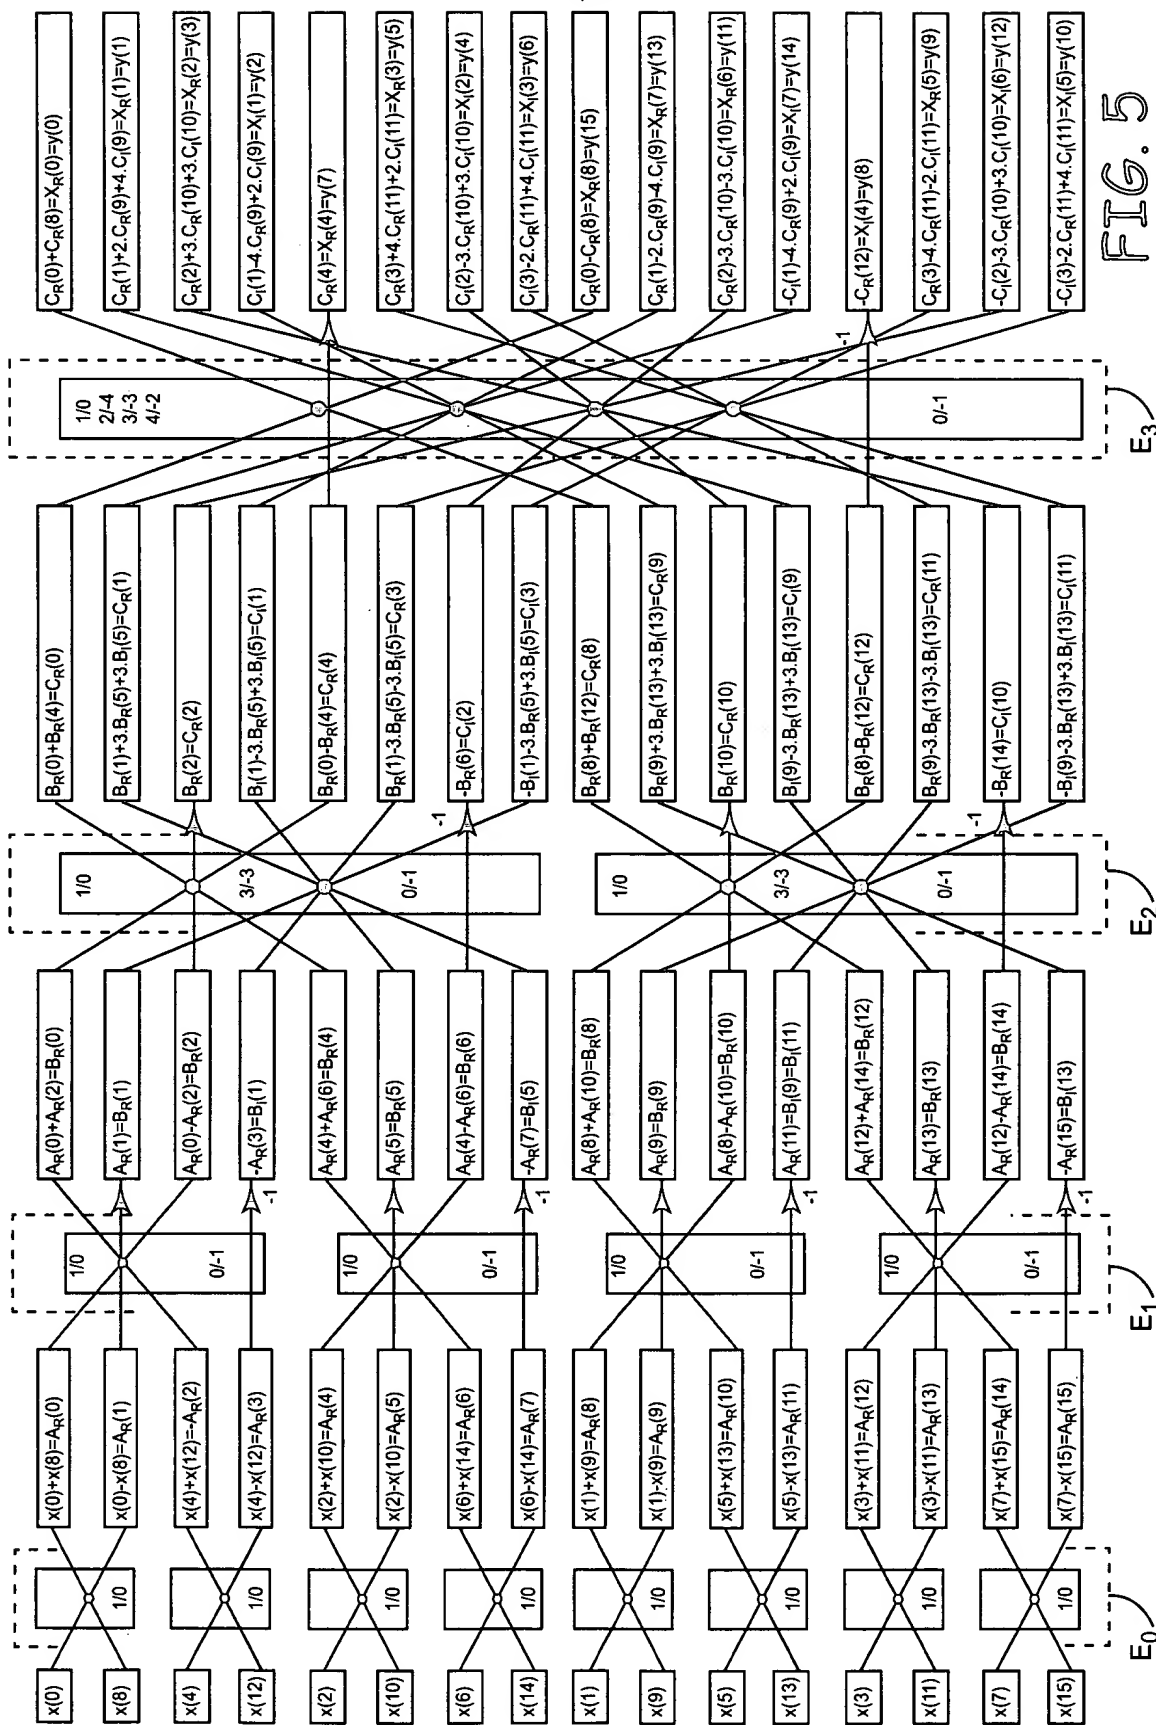 x(0)
x(8)
x(4)
x(12)
x(2)
x(10)
x(6)
x(14)
x(1)
x(9)
x(5)
x(13)
x(3)
x(11)
x(7)
x(15)
1/0
1/0
1/0
1/0
1/0
1/0
1/0
1/0
E0
x(0)+x(8)=AR(0)
x(0)-x(8)=AR(1)
x(4)+x(12)=-AR(2)
x(4)-x(12)=AR(3)
x(2)+x(10)=AR(4)
x(2)-x(10)=AR(5)
x(6)+x(14)=AR(6)
x(6)-x(14)=AR(7)
x(1)+x(9)=AR(8)
x(1)-x(9)=AR(9)
x(5)+x(13)=AR(10)
x(5)-x(13)=AR(11)
x(3)+x(11)=AR(12)
x(3)-x(11)=AR(13)
x(7)+x(15)=AR(14)
x(7)-x(15)=AR(15)
1/0
0/-1
-1
1/0
0/-1
-1
1/0
0/-1
-1
1/0
0/-1
-1
E1
AR(0)+AR(2)=BR(0)
AR(1)=BR(1)
AR(0)-AR(2)=BR(2)
-AR(3)=BI(1)
AR(4)+AR(6)=BR(4)
AR(5)=BR(5)
AR(4)-AR(6)=BR(6)
-AR(7)=BI(5)
AR(8)+AR(10)=BR(8)
AR(9)=BR(9)
AR(8)-AR(10)=BR(10)
AR(11)=BI(9)=BI(11)
AR(12)+AR(14)=BR(12)
AR(13)=BR(13)
AR(12)-AR(14)=BR(14)
-AR(15)=BI(13)
1/0
3/-3
0/-1
-1
1/0
3/-3
0/-1
-1
E2
BR(0)+BR(4)=CR(0)
BR(1)+3.BR(5)+3.BI(5)=CR(1)
BR(2)=CR(2)
BI(1)-3.BR(5)+3.BI(5)=CI(1)
BR(0)-BR(4)=CR(4)
BR(1)-3.BR(5)-3.BI(5)=CR(3)
-BR(6)=CI(2)
-BI(1)-3.BR(5)+3.BI(5)=CI(3)
BR(8)+BR(12)=CR(8)
BR(9)+3.BR(13)+3.BI(13)=CR(9)
BR(10)=CR(10)
BI(9)-3.BR(13)+3.BI(13)=CI(9)
BR(8)-BR(12)=CR(12)
BR(9)-3.BR(13)-3.BI(13)=CR(11)
-BR(14)=CI(10)
-BI(9)-3.BR(13)+3.BI(13)=CI(11)
1/0
2/-4
3/-3
4/-2
0/-1
-1
E3
CR(0)+CR(8)=XR(0)=y(0)
CR(1)+2.CR(9)+4.CI(9)=XR(1)=y(1)
CR(2)+3.CR(10)+3.CI(10)=XR(2)=y(3)
CI(1)-4.CR(9)+2.CI(9)=XI(1)=y(2)
CR(4)=XR(4)=y(7)
CR(3)+4.CR(11)+2.CI(11)=XR(3)=y(5)
CI(2)-3.CR(10)+3.CI(10)=XI(2)=y(4)
CI(3)-2.CR(11)+4.CI(11)=XI(3)=y(6)
CR(0)-CR(8)=XR(8)=y(15)
CR(1)-2.CR(9)-4.CI(9)=XR(7)=y(13)
CR(2)-3.CR(10)-3.CI(10)=XR(6)=y(11)
-CI(1)-4.CR(9)+2.CI(9)=XI(7)=y(14)
-CR(12)=XI(4)=y(8)
CR(3)-4.CR(11)-2.CI(11)=XR(5)=y(9)
-CI(2)-3.CR(10)+3.CI(10)=XI(6)=y(12)
-CI(3)-2.CR(11)+4.CI(11)=XI(5)=y(10)
FIG. 5